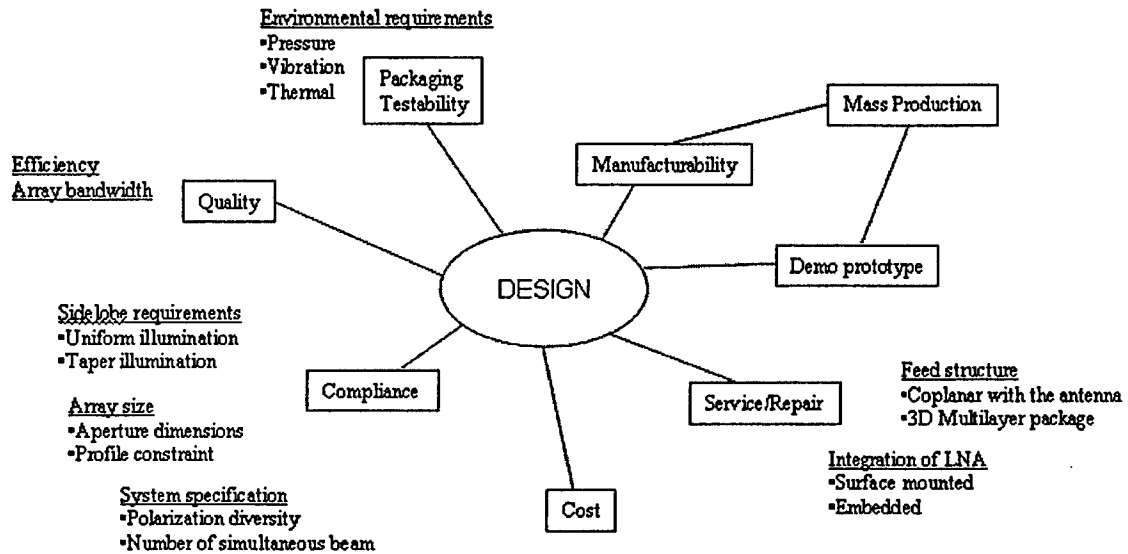 Environmental requirements
▪Pressure
▪Vibration
▪Thermal
Packaging
Testability
Mass Production
Manufacturability
Efficiency
Array bandwidth
Quality
Demo prototype
DESIGN
Sidelobe requirements
▪Uniform illumination
▪Taper illumination
Compliance
Service/Repair
Feed structure
▪Coplanar with the antenna
▪3D Multilayer package
Array size
▪Aperture dimensions
▪Profile constraint
Integration of LNA
▪Surface mounted
▪Embedded
Cost
System specification
▪Polarization diversity
▪Number of simultaneous beam